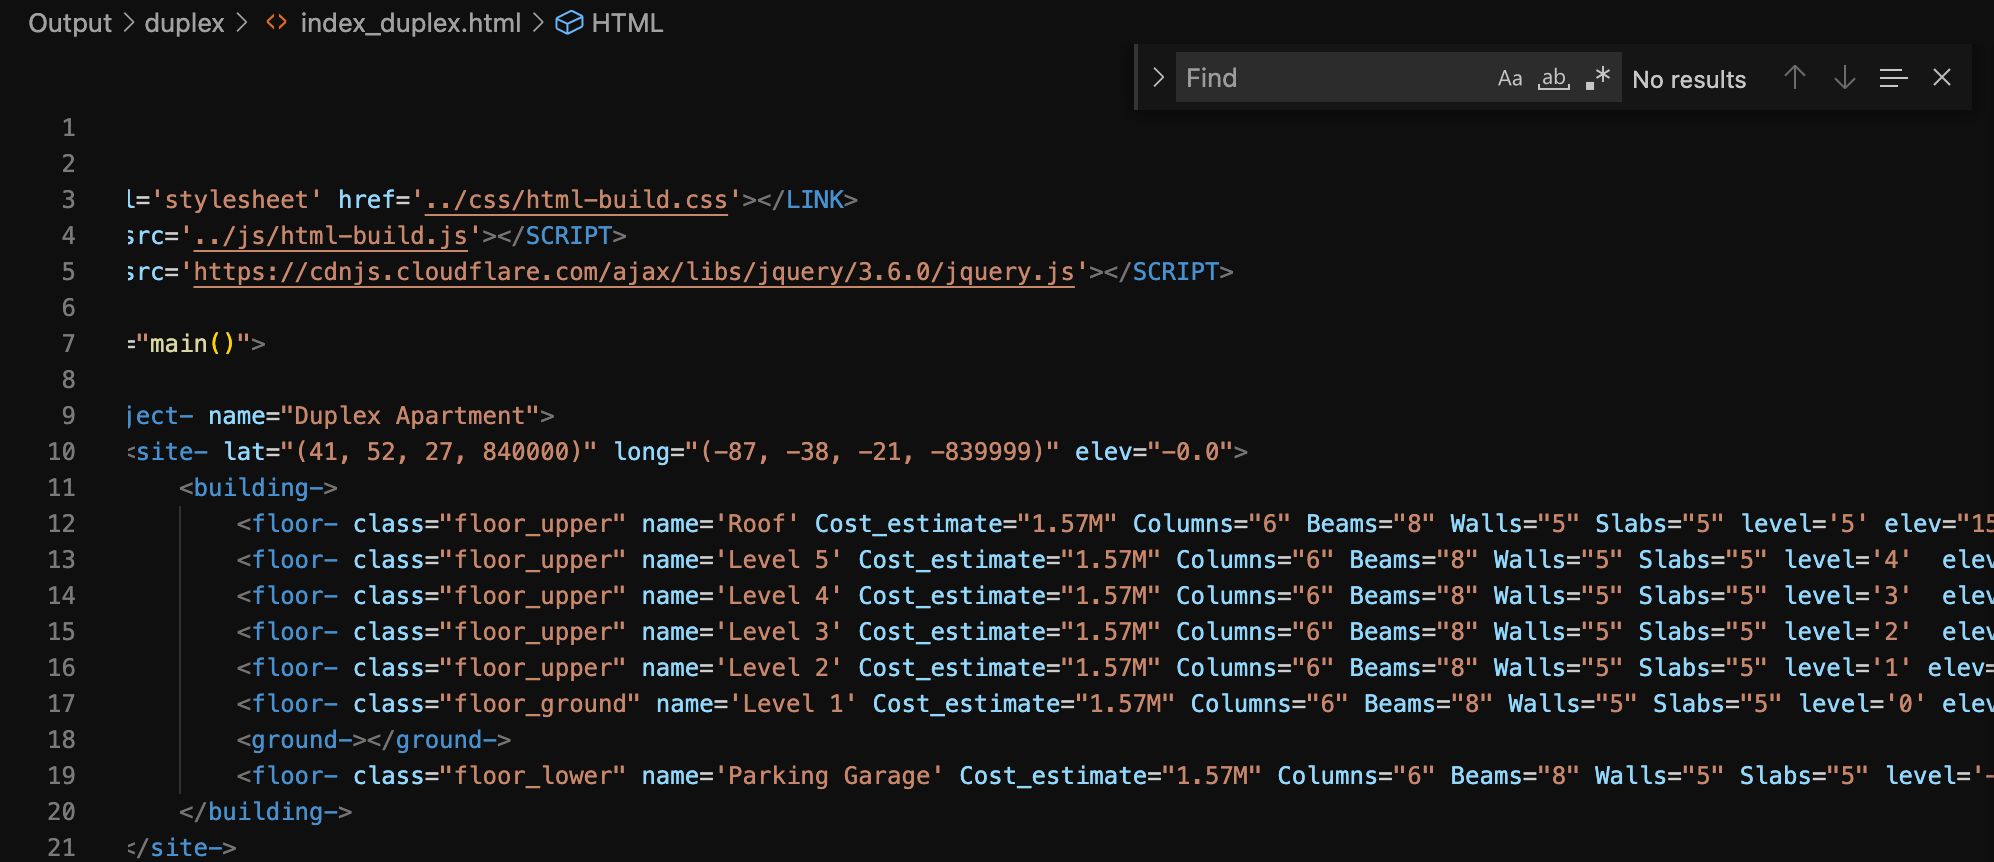 Output > duplex > <> index_duplex.html > HTML
> Find Aa ab .* No results
1
2
3 l='stylesheet' href='../css/html-build.css'></LINK>
4 src='../js/html-build.js'></SCRIPT>
5 src='https://cdnjs.cloudflare.com/ajax/libs/jquery/3.6.0/jquery.js'></SCRIPT>
6
7 ="main()">
8
9 ject- name="Duplex Apartment">
10 <site- lat="(41, 52, 27, 840000)" long="(-87, -38, -21, -839999)" elev="-0.0">
11 <building->
12 <floor- class="floor_upper" name='Roof' Cost_estimate="1.57M" Columns="6" Beams="8" Walls="5" Slabs="5" level='5' elev="15
13 <floor- class="floor_upper" name='Level 5' Cost_estimate="1.57M" Columns="6" Beams="8" Walls="5" Slabs="5" level='4' elev
14 <floor- class="floor_upper" name='Level 4' Cost_estimate="1.57M" Columns="6" Beams="8" Walls="5" Slabs="5" level='3' elev
15 <floor- class="floor_upper" name='Level 3' Cost_estimate="1.57M" Columns="6" Beams="8" Walls="5" Slabs="5" level='2' elev
16 <floor- class="floor_upper" name='Level 2' Cost_estimate="1.57M" Columns="6" Beams="8" Walls="5" Slabs="5" level='1' elev=
17 <floor- class="floor_ground" name='Level 1' Cost_estimate="1.57M" Columns="6" Beams="8" Walls="5" Slabs="5" level='0' elev
18 <ground-></ground->
19 <floor- class="floor_lower" name='Parking Garage' Cost_estimate="1.57M" Columns="6" Beams="8" Walls="5" Slabs="5" level='-
20 </building->
21 </site->